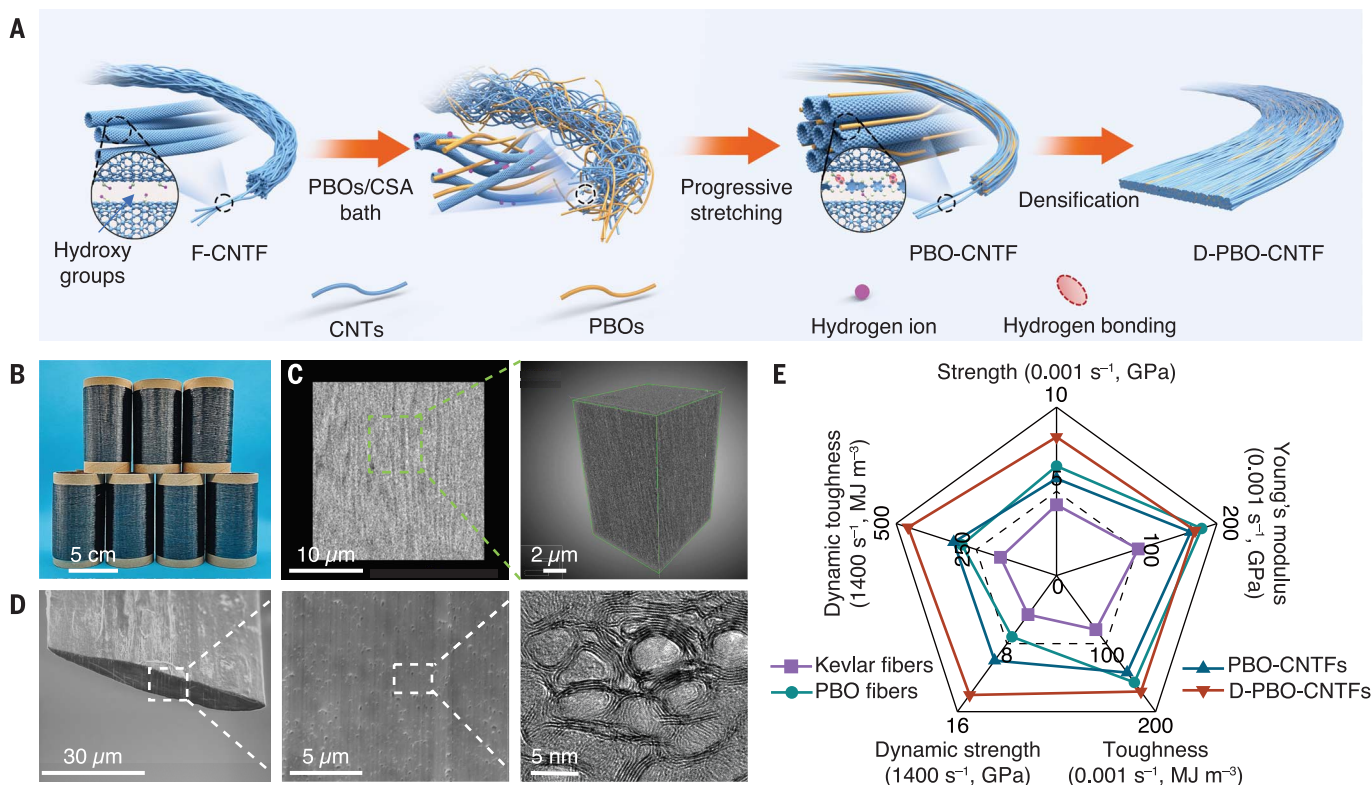 A
Hydroxy
groups
F-CNTF
PBOs/CSA
bath
Progressive
stretching
PBO-CNTF
Densification
D-PBO-CNTF
CNTs
PBOs
Hydrogen ion
Hydrogen bonding
B
5 cm
C
10 µm
2 µm
D
30 µm
5 µm
5 nm
E
Strength (0.001 s⁻¹, GPa)
10
5
Young's modulus
(0.001 s⁻¹, GPa)
200
100
Dynamic toughness
(1400 s⁻¹, MJ m⁻³)
500
250
0
8
100
16
200
Dynamic strength
(1400 s⁻¹, GPa)
Toughness
(0.001 s⁻¹, MJ m⁻³)
Kevlar fibers
PBO fibers
PBO-CNTFs
D-PBO-CNTFs